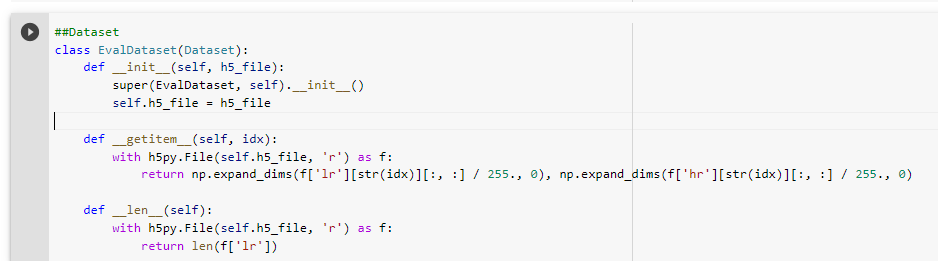 ##Dataset
class EvalDataset(Dataset):
    def __init__(self, h5_file):
        super(EvalDataset, self).__init__()
        self.h5_file = h5_file
    def __getitem__(self, idx):
        with h5py.File(self.h5_file, 'r') as f:
            return np.expand_dims(f['lr'][str(idx)][:, :] / 255., 0), np.expand_dims(f['hr'][str(idx)][:, :] / 255., 0)
    def __len__(self):
        with h5py.File(self.h5_file, 'r') as f:
            return len(f['lr'])